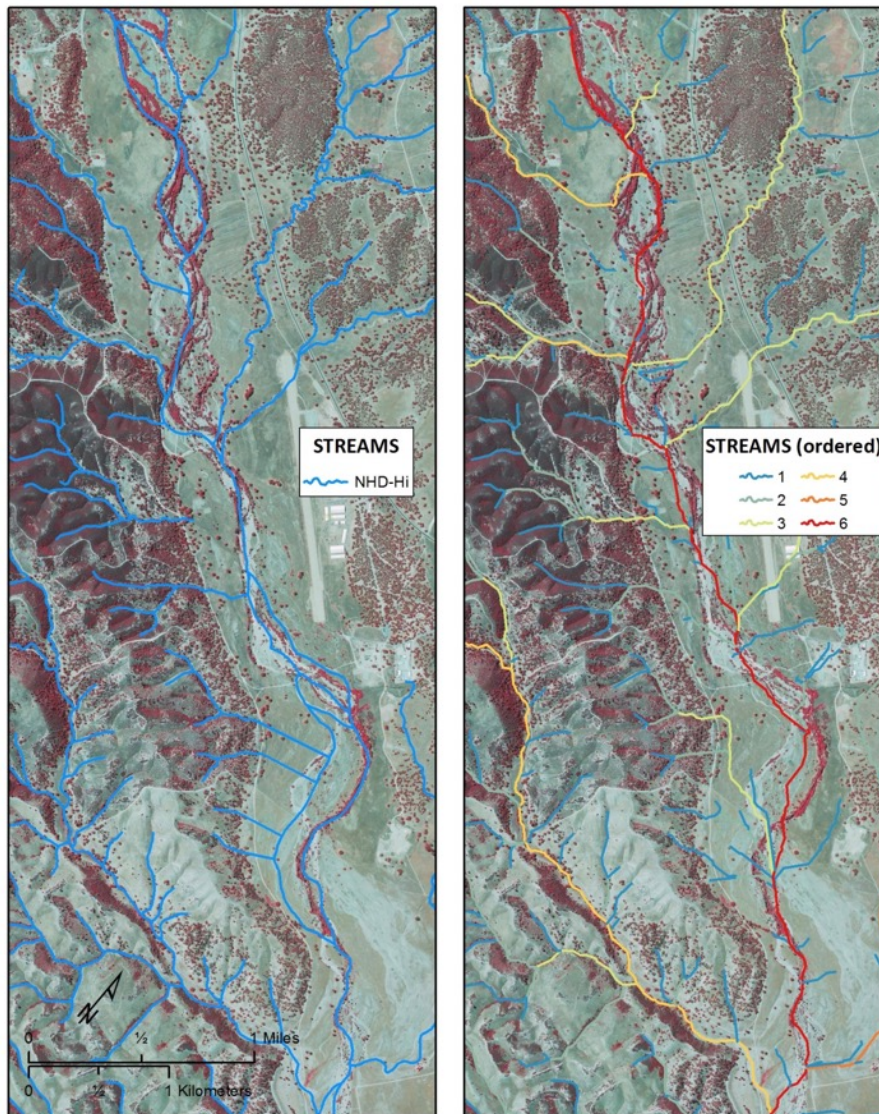 STREAMS
NHD-Hi
N
0 ½ 1 Miles
0 ½ 1 Kilometers
STREAMS (ordered)
1 4
2 5
3 6